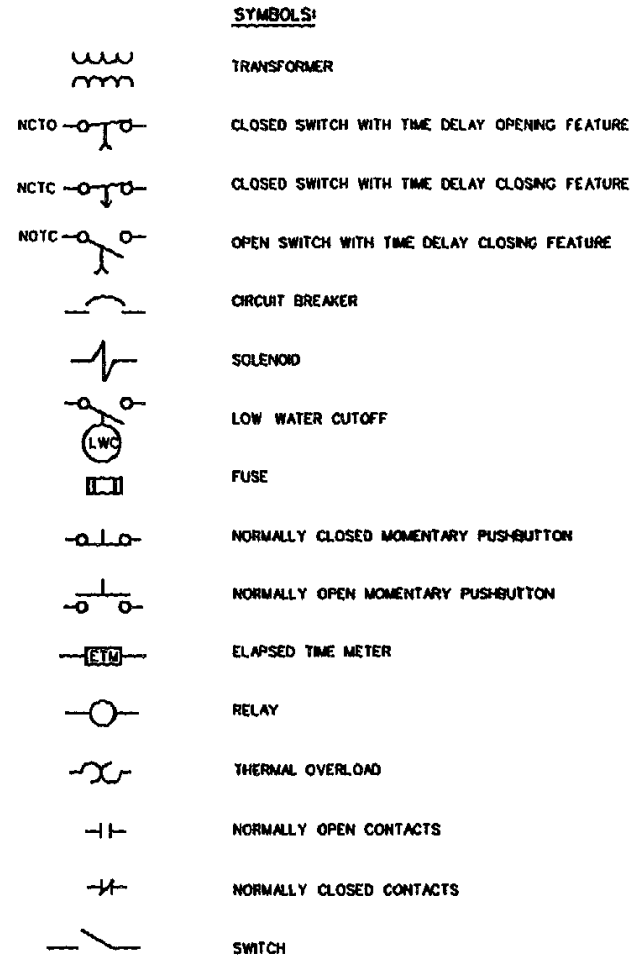 SYMBOLS:
TRANSFORMER
NCTO CLOSED SWITCH WITH TIME DELAY OPENING FEATURE
NCTC CLOSED SWITCH WITH TIME DELAY CLOSING FEATURE
NOTC OPEN SWITCH WITH TIME DELAY CLOSING FEATURE
CIRCUIT BREAKER
SOLENOID
LOW WATER CUTOFF
LWC
FUSE
NORMALLY CLOSED MOMENTARY PUSHBUTTON
NORMALLY OPEN MOMENTARY PUSHBUTTON
ETM ELAPSED TIME METER
RELAY
THERMAL OVERLOAD
NORMALLY OPEN CONTACTS
NORMALLY CLOSED CONTACTS
SWITCH